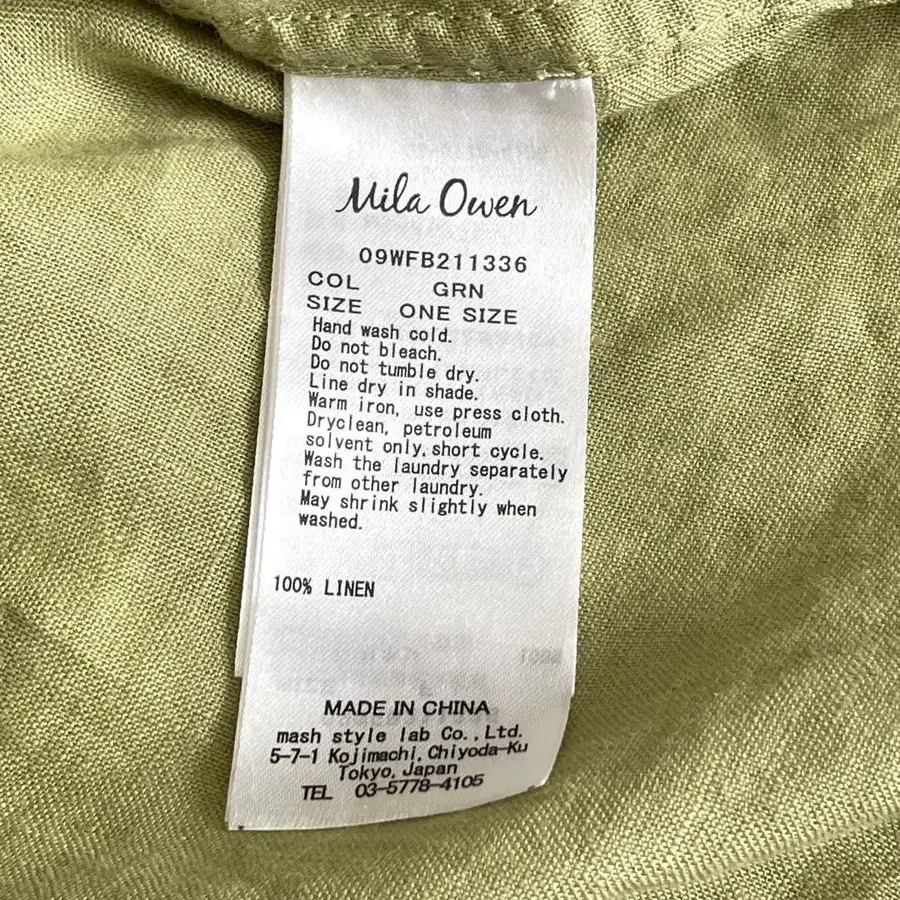 Mila Owen
09WFB211336
COL GRN
SIZE ONE SIZE
Hand wash cold.
Do not bleach.
Do not tumble dry.
Line dry in shade.
Warm iron, use press cloth.
Dryclean, petroleum
solvent only,short cycle.
Wash the laundry separately
from other laundry.
May shrink slightly when
washed.
100% LINEN
MADE IN CHINA
mash style lab Co.,Ltd.
5-7-1 Kojimachi,Chiyoda-Ku
Tokyo,Japan
TEL 03-5778-4105